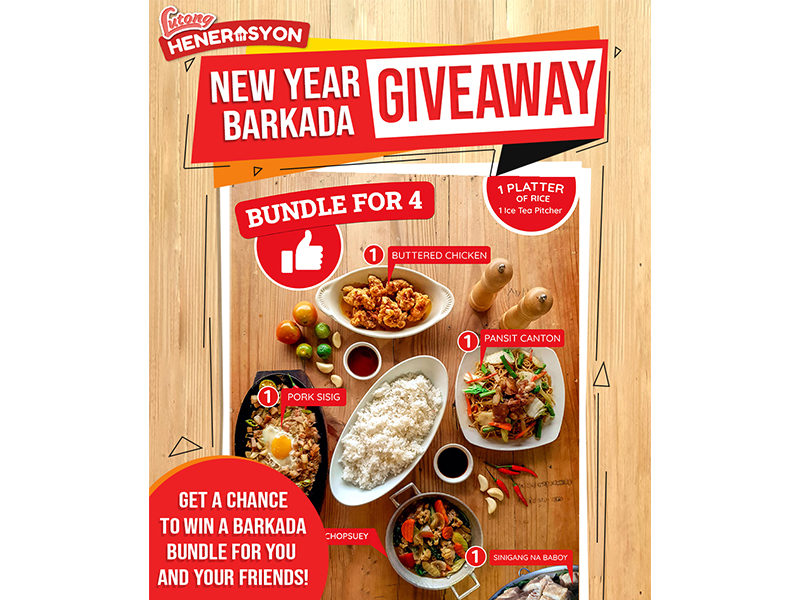 Lutong
HENERASYON
NEW YEAR
BARKADA
GIVEAWAY
BUNDLE FOR 4
1 PLATTER
OF RICE
1 Ice Tea Pitcher
1 BUTTERED CHICKEN
1 PANSIT CANTON
1 PORK SISIG
CHOPSUEY
1 SINIGANG NA BABOY
GET A CHANCE
TO WIN A BARKADA
BUNDLE FOR YOU
AND YOUR FRIENDS!